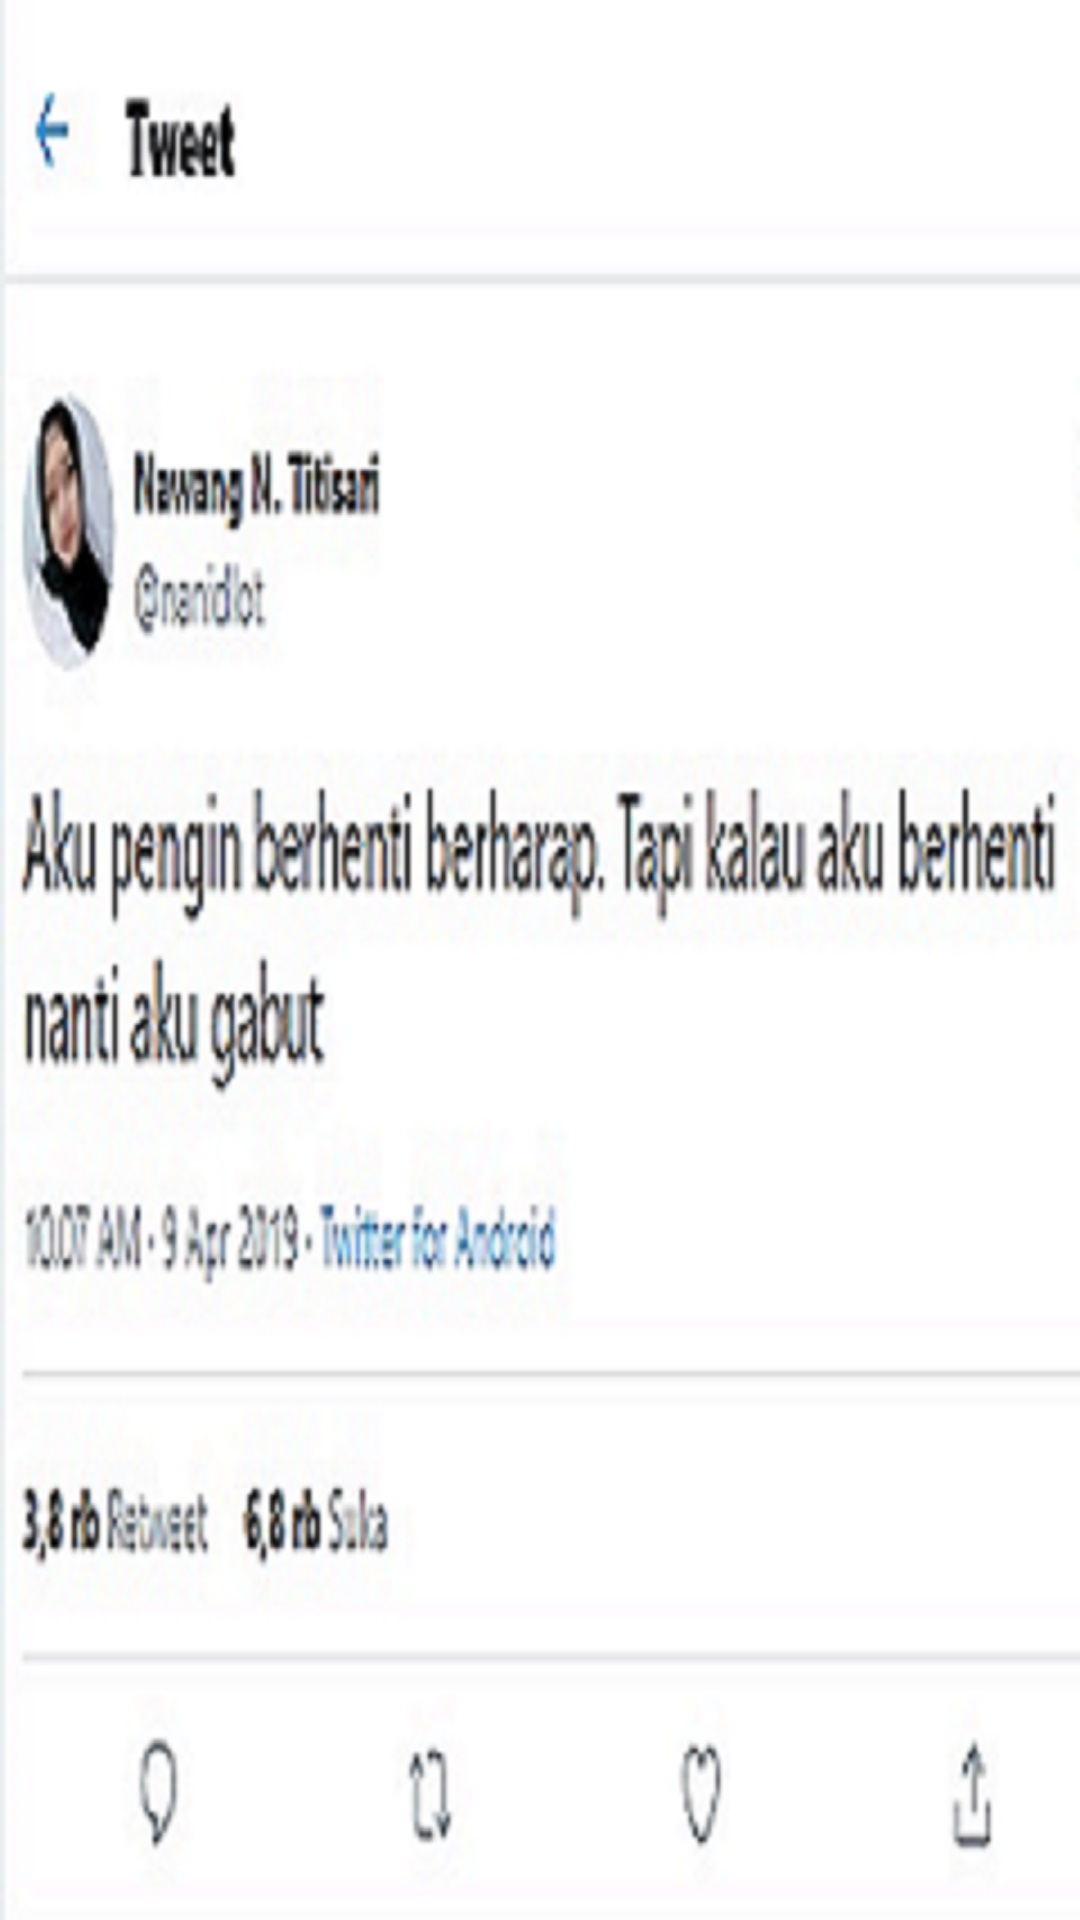 Tweet
Nawang N. Titisari
@nanidlot
Aku pengin berhenti berharap. Tapi kalau aku berhenti
nanti aku gabut
10.07 AM · 9 Apr 2019 · Twitter for Android
3,8 rb Retweet 6,8 rb Suka